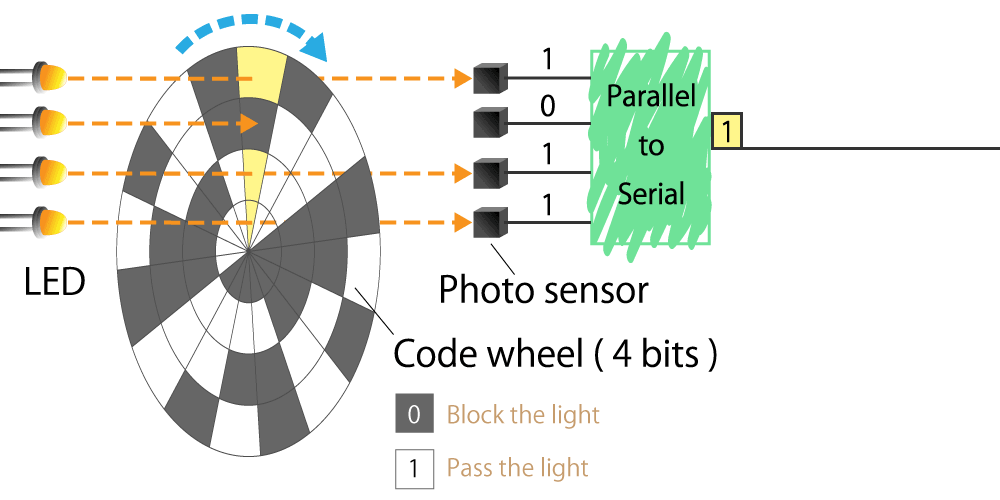 1
0
1
1
Parallel
to
Serial
1
LED
Photo sensor
Code wheel ( 4 bits )
0 Block the light
1 Pass the light